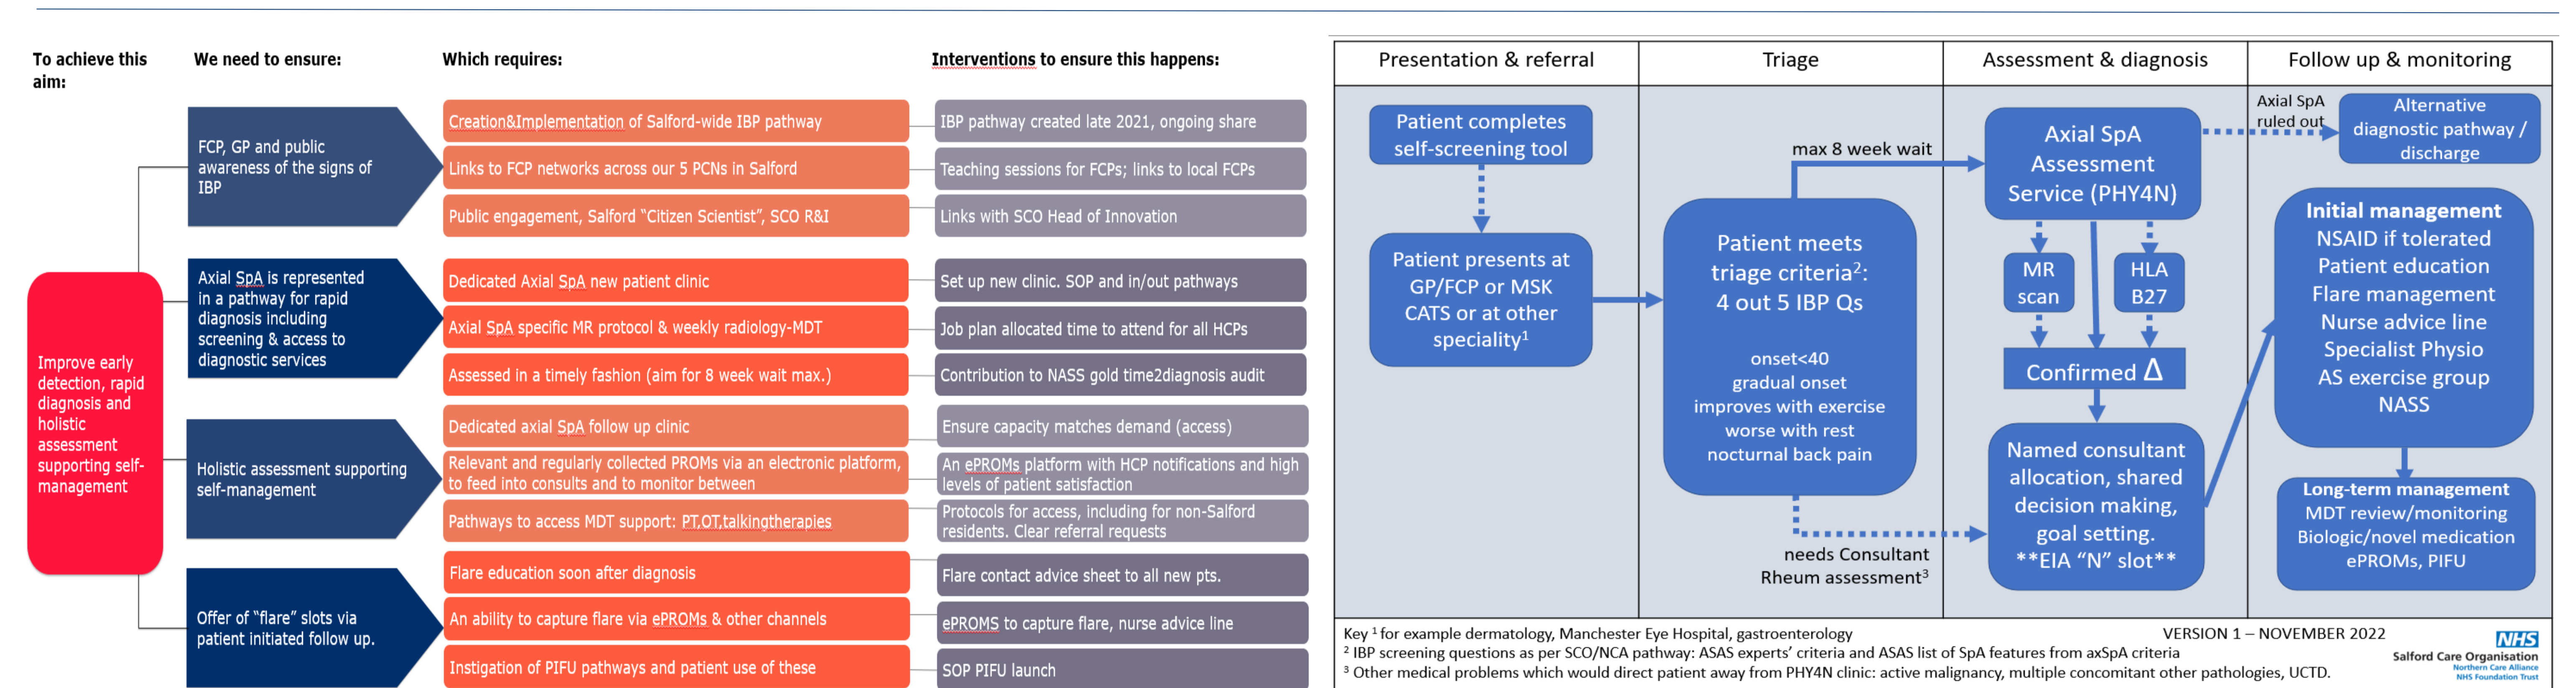 To achieve this
aim:
We need to ensure:
Which requires:
Interventions to ensure this happens:
Improve early
detection, rapid
diagnosis and
holistic
assessment
supporting self-
management
FCP, GP and public
awareness of the signs of
IBP
Creation&Implementation of Salford-wide IBP pathway
IBP pathway created late 2021, ongoing share
Links to FCP networks across our 5 PCNs in Salford
Teaching sessions for FCPs; links to local FCPs
Public engagement, Salford “Citizen Scientist”, SCO R&I
Links with SCO Head of Innovation
Axial SpA is represented
in a pathway for rapid
diagnosis including
screening & access to
diagnostic services
Dedicated Axial SpA new patient clinic
Set up new clinic. SOP and in/out pathways
Axial SpA specific MR protocol & weekly radiology-MDT
Job plan allocated time to attend for all HCPs
Assessed in a timely fashion (aim for 8 week wait max.)
Contribution to NASS gold time2diagnosis audit
Holistic assessment supporting
self-management
Dedicated axial SpA follow up clinic
Ensure capacity matches demand (access)
Relevant and regularly collected PROMs via an electronic platform,
to feed into consults and to monitor between
An ePROMs platform with HCP notifications and high
levels of patient satisfaction
Pathways to access MDT support: PT,OT,talkingtherapies
Protocols for access, including for non-Salford
residents. Clear referral requests
Offer of “flare” slots via
patient initiated follow up.
Flare education soon after diagnosis
Flare contact advice sheet to all new pts.
An ability to capture flare via ePROMs & other channels
ePROMS to capture flare, nurse advice line
Instigation of PIFU pathways and patient use of these
SOP PIFU launch
Presentation & referral
Triage
Assessment & diagnosis
Follow up & monitoring
Patient completes
self-screening tool
Patient presents at
GP/FCP or MSK
CATS or at other
speciality¹
Patient meets
triage criteria²:
4 out 5 IBP Qs
onset<40
gradual onset
improves with exercise
worse with rest
nocturnal back pain
max 8 week wait
needs Consultant
Rheum assessment³
Axial SpA
Assessment
Service (PHY4N)
MR
scan
HLA
B27
Confirmed Δ
Named consultant
allocation, shared
decision making,
goal setting.
**EIA “N” slot**
Axial SpA
ruled out
Alternative
diagnostic pathway /
discharge
Initial management
NSAID if tolerated
Patient education
Flare management
Nurse advice line
Specialist Physio
AS exercise group
NASS
Long-term management
MDT review/monitoring
Biologic/novel medication
ePROMs, PIFU
Key ¹ for example dermatology, Manchester Eye Hospital, gastroenterology
VERSION 1 – NOVEMBER 2022
² IBP screening questions as per SCO/NCA pathway: ASAS experts’ criteria and ASAS list of SpA features from axSpA criteria
³ Other medical problems which would direct patient away from PHY4N clinic: active malignancy, multiple concomitant other pathologies, UCTD.
NHS
Salford Care Organisation
Northern Care Alliance
NHS Foundation Trust